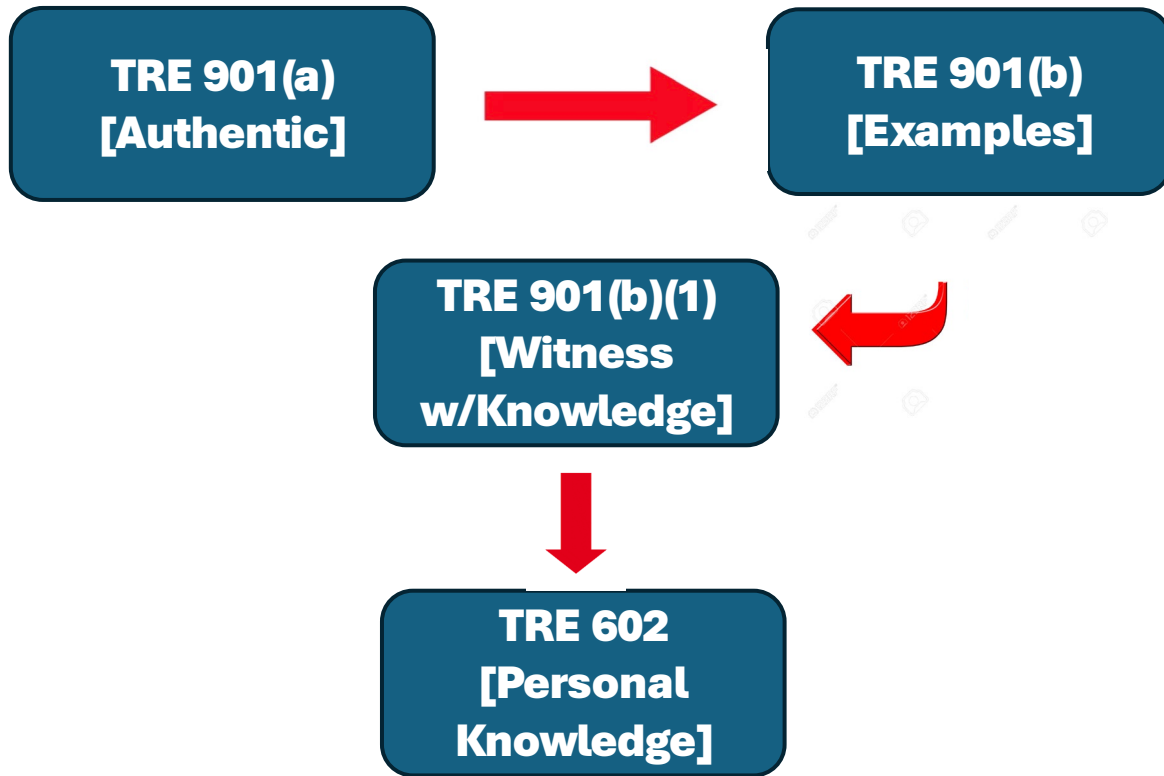 TRE 901(a)
[Authentic]
TRE 901(b)
[Examples]
TRE 901(b)(1)
[Witness
w/Knowledge]
TRE 602
[Personal
Knowledge]